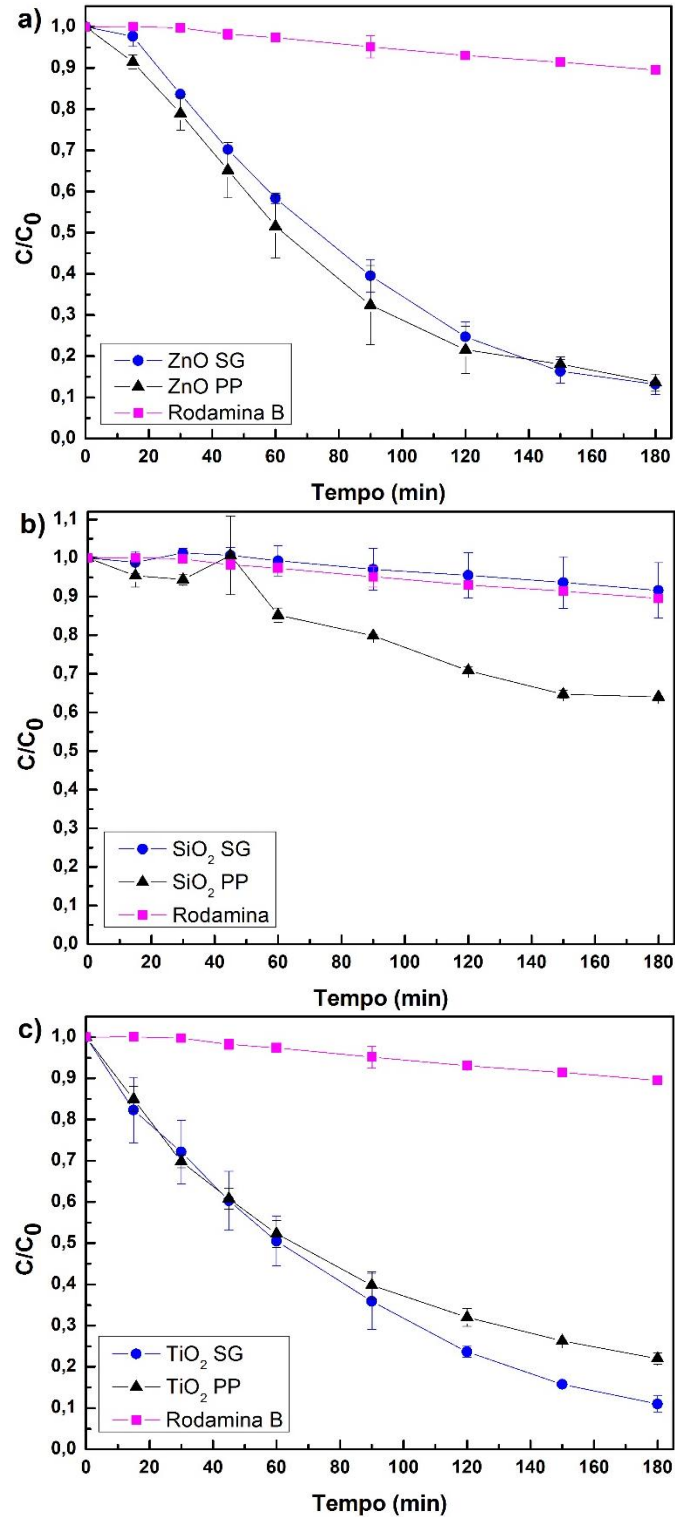 a)
1,0
0,9
0,8
0,7
0,6
0,5
0,4
0,3
0,2
0,1
0,0
C/C0
ZnO SG
ZnO PP
Rodamina B
0 20 40 60 80 100 120 140 160 180
Tempo (min)
b)
1,1
1,0
0,9
0,8
0,7
0,6
0,5
0,4
0,3
0,2
0,1
0,0
C/C0
SiO2 SG
SiO2 PP
Rodamina
0 20 40 60 80 100 120 140 160 180
Tempo (min)
c)
1,0
0,9
0,8
0,7
0,6
0,5
0,4
0,3
0,2
0,1
0,0
C/C0
TiO2 SG
TiO2 PP
Rodamina B
0 20 40 60 80 100 120 140 160 180
Tempo (min)